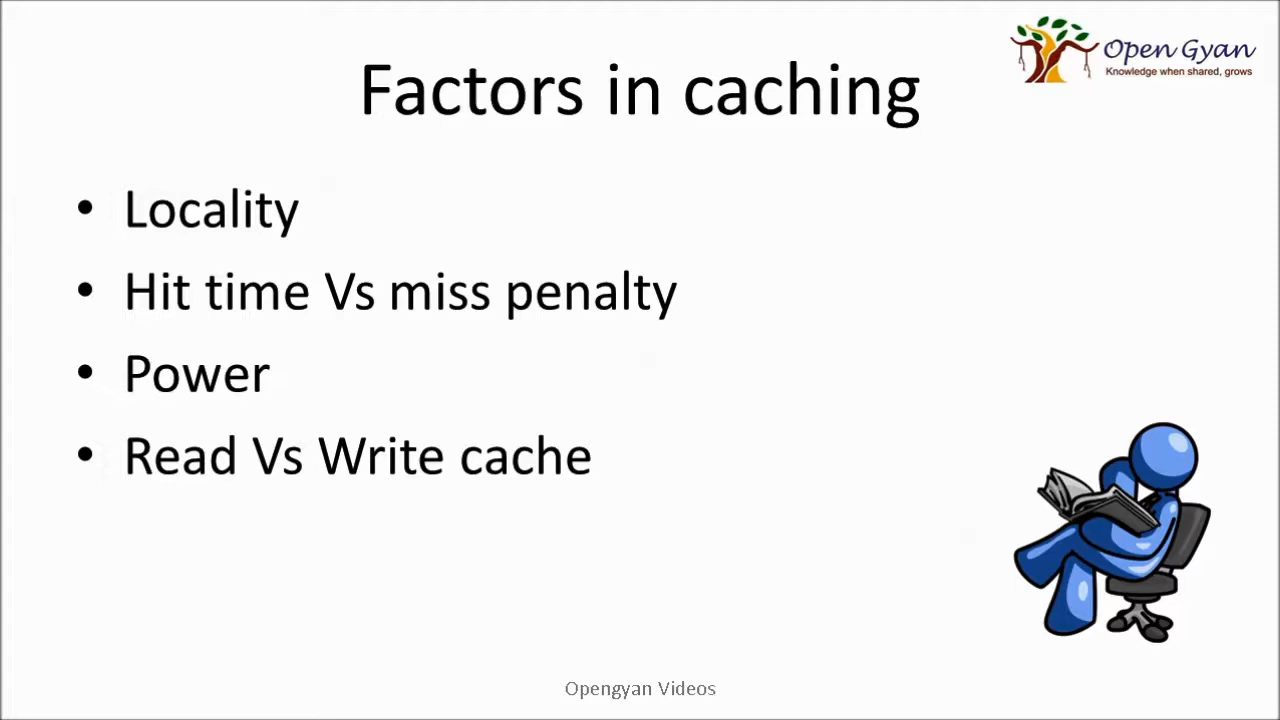 Open Gyan
Knowledge when shared, grows
Factors in caching
• Locality
• Hit time Vs miss penalty
• Power
• Read Vs Write cache
Opengyan Videos